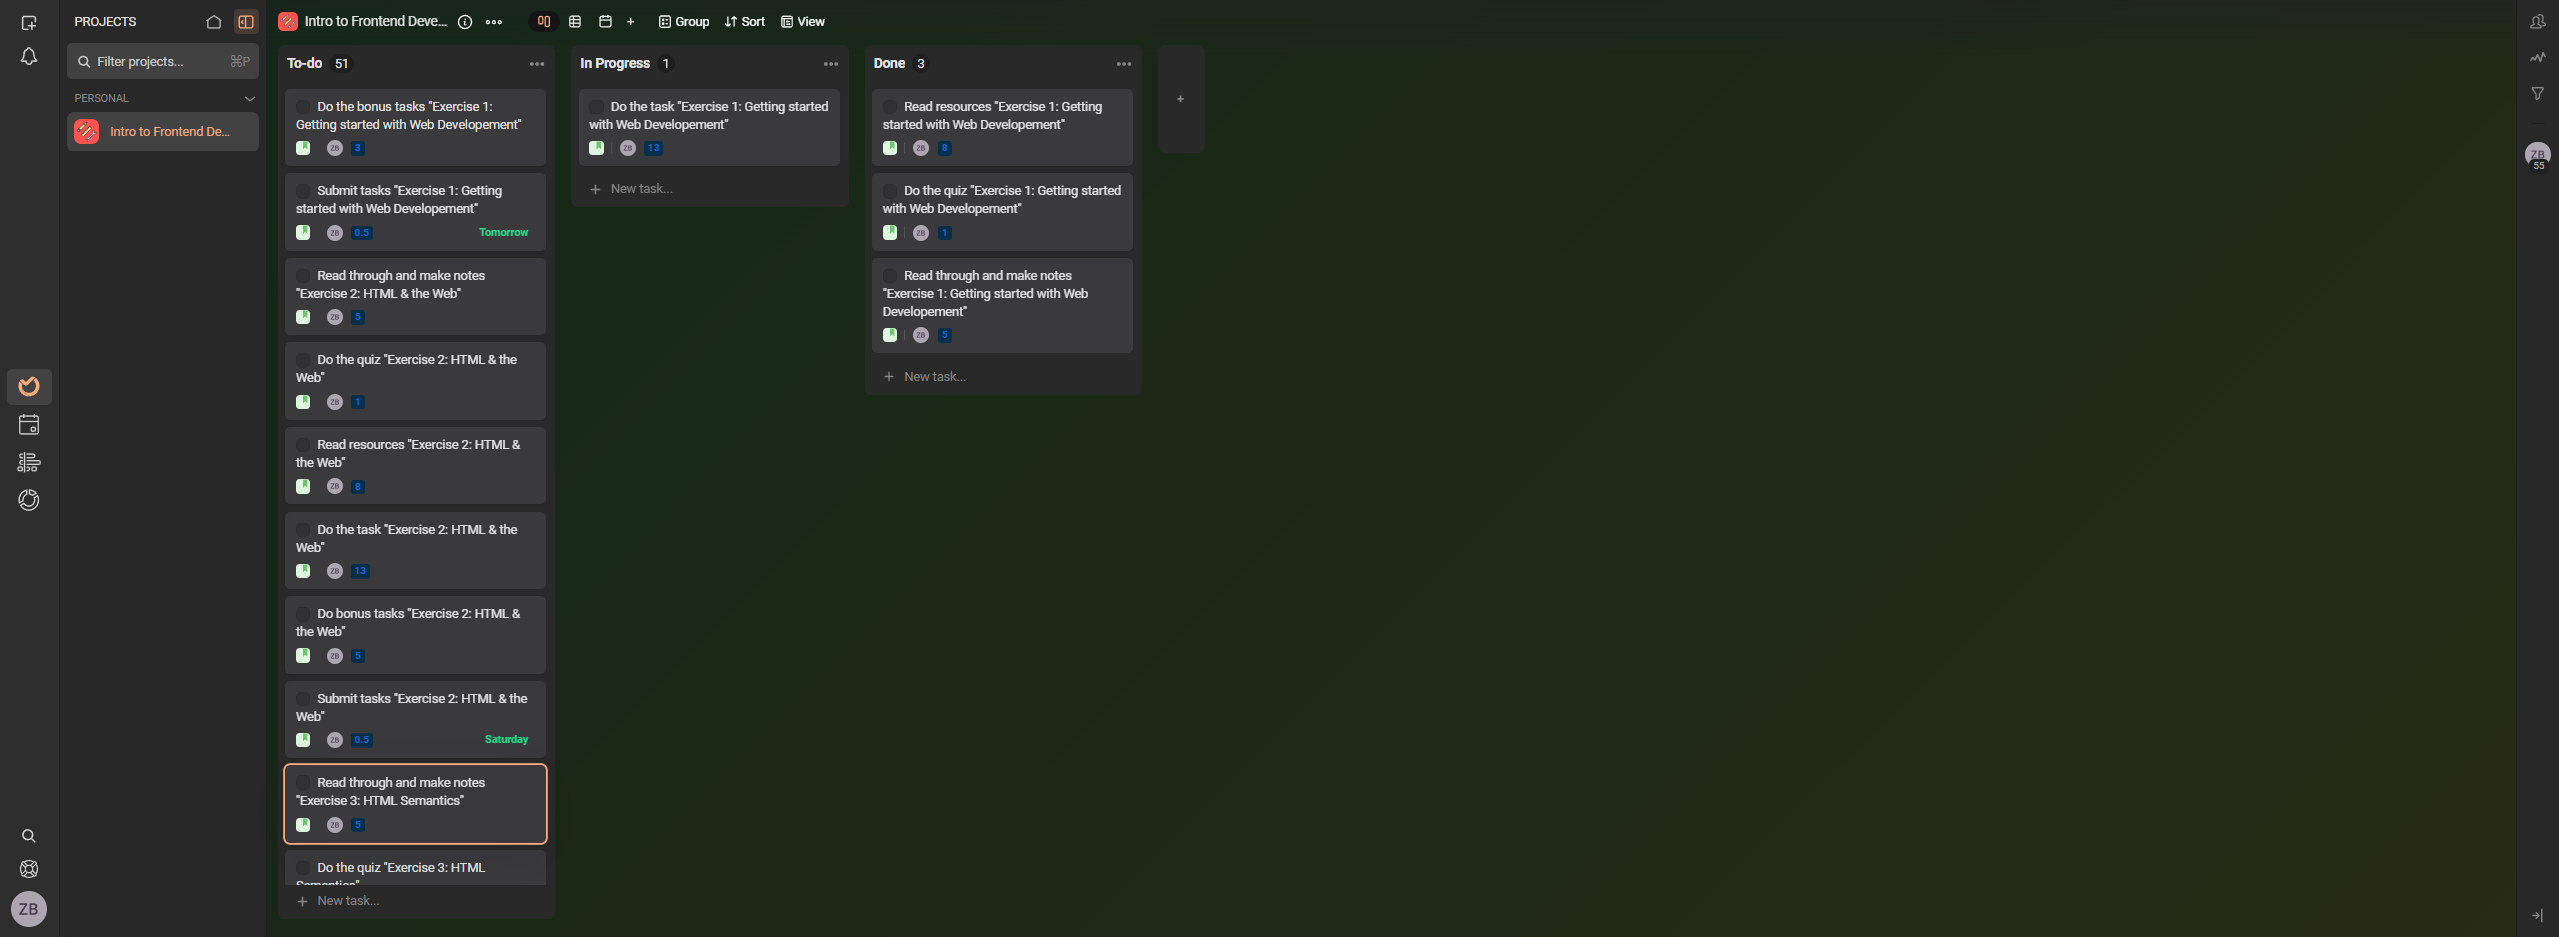 PROJECTS
Filter projects...
⌘P
PERSONAL
Intro to Frontend De...
ZB
Intro to Frontend Deve...
Group
Sort
View
To-do 51
Do the bonus tasks "Exercise 1:
Getting started with Web Developement"
ZB 3
Submit tasks "Exercise 1: Getting
started with Web Developement"
ZB 0.5 Tomorrow
Read through and make notes
"Exercise 2: HTML & the Web"
ZB 5
Do the quiz "Exercise 2: HTML & the
Web"
ZB 1
Read resources "Exercise 2: HTML &
the Web"
ZB 8
Do the task "Exercise 2: HTML & the
Web"
ZB 13
Do bonus tasks "Exercise 2: HTML &
the Web"
ZB 5
Submit tasks "Exercise 2: HTML & the
Web"
ZB 0.5 Saturday
Read through and make notes
"Exercise 3: HTML Semantics"
ZB 5
Do the quiz "Exercise 3: HTML
Semantics"
+ New task...
In Progress 1
Do the task "Exercise 1: Getting started
with Web Developement"
ZB 13
+ New task...
Done 3
Read resources "Exercise 1: Getting
started with Web Developement"
ZB 8
Do the quiz "Exercise 1: Getting started
with Web Developement"
ZB 1
Read through and make notes
"Exercise 1: Getting started with Web
Developement"
ZB 5
+ New task...
ZB
55